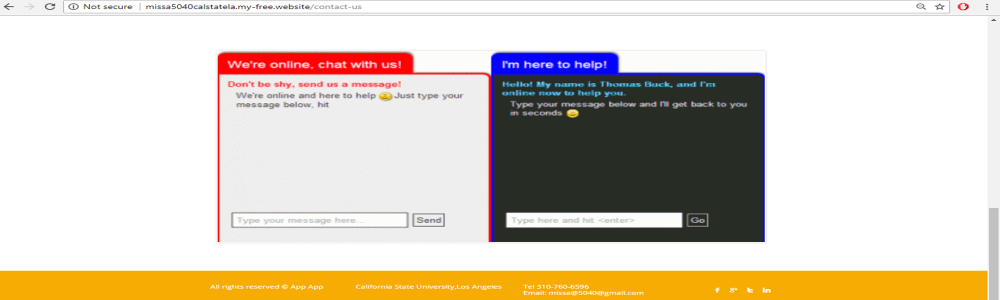 Not secure | missa5040calstatela.my-free.website/contact-us
We're online, chat with us!
Don't be shy, send us a message!
We're online and here to help Just type your
message below, hit
Type your message here...
Send
I'm here to help!
Hello! My name is Thomas Buck, and I'm
online now to help you.
Type your message below and I'll get back to you
in seconds
Type here and hit <enter>
Go
All rights reserved © App App
California State University,Los Angeles
Tel 310-760-6596
Email: missa@5040@gmail.com